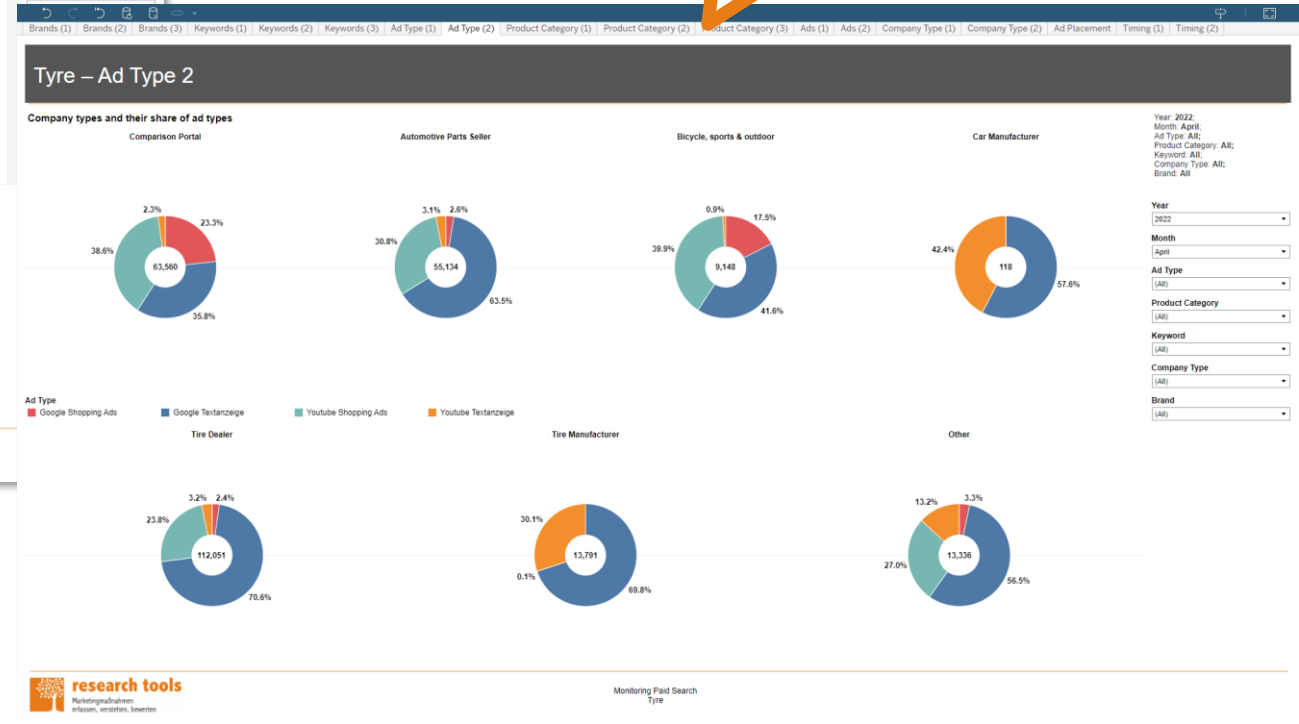 Brands (1) Brands (2) Brands (3) Keywords (1) Keywords (2) Keywords (3) Ad Type (1) Ad Type (2) Product Category (1) Product Category (2) Product Category (3) Ads (1) Ads (2) Company Type (1) Company Type (2) Ad Placement Timing (1) Timing (2)
Tyre – Ad Type 2
Company types and their share of ad types
Comparison Portal
2.3%
23.3%
38.6%
63,560
35.8%
Automotive Parts Seller
3.1% 2.6%
30.8%
55,134
63.5%
Bicycle, sports & outdoor
0.9%
17.5%
39.9%
9,148
41.6%
Car Manufacturer
42.4%
118
57.6%
Year: 2022;
Month: April;
Ad Type: All;
Product Category: All;
Keyword: All;
Company Type: All;
Brand: All
Year
2022
Month
April
Ad Type
(All)
Product Category
(All)
Keyword
(All)
Company Type
(All)
Brand
(All)
Ad Type
Google Shopping Ads Google Textanzeige Youtube Shopping Ads Youtube Textanzeige
Tire Dealer
3.2% 2.4%
23.8%
112,051
70.6%
Tire Manufacturer
30.1%
13,791
0.1%
69.8%
Other
13.2%
3.3%
13,336
27.0%
56.5%
research tools
Marketingmaßnahmen
erfassen, verstehen, bewerten
Monitoring Paid Search
Tyre